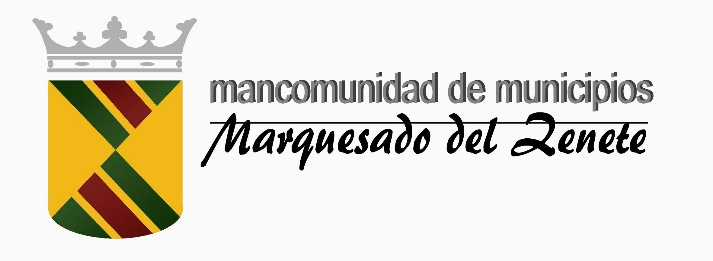 mancomunidad de municipios
Marquesado del Zenete